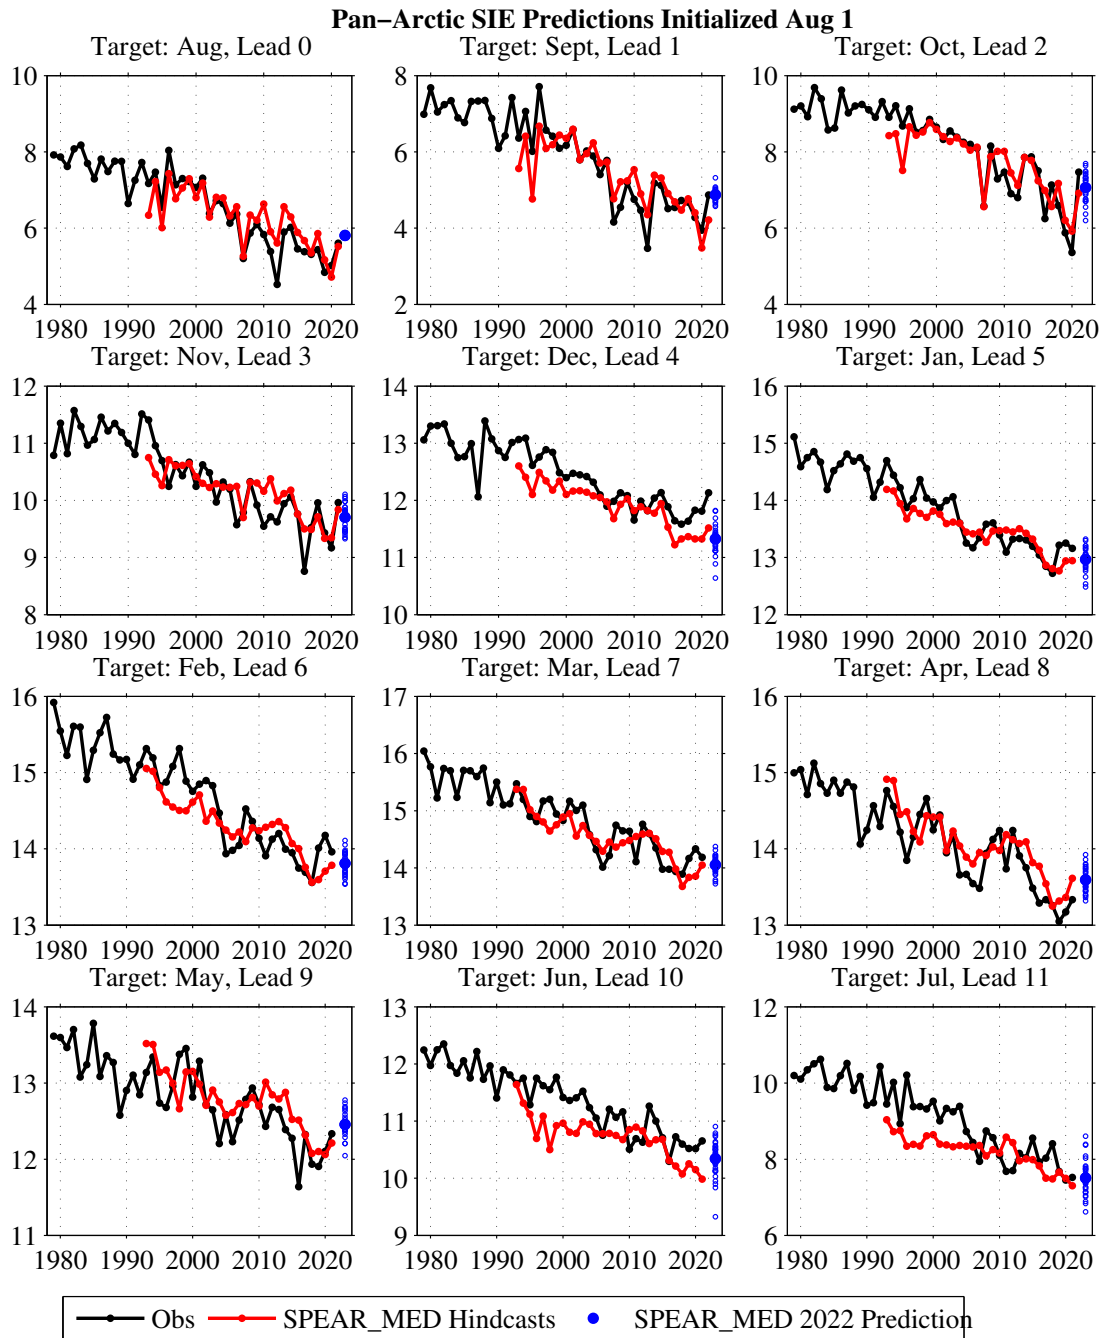 Pan−Arctic SIE Predictions Initialized Aug 1
Target: Aug, Lead 0
Target: Sept, Lead 1
Target: Oct, Lead 2
10
8
6
4
1980 1990 2000 2010 2020
8
6
4
2
1980 1990 2000 2010 2020
10
8
6
4
1980 1990 2000 2010 2020
Target: Nov, Lead 3
Target: Dec, Lead 4
Target: Jan, Lead 5
12
11
10
9
8
1980 1990 2000 2010 2020
14
13
12
11
10
1980 1990 2000 2010 2020
16
15
14
13
12
1980 1990 2000 2010 2020
Target: Feb, Lead 6
Target: Mar, Lead 7
Target: Apr, Lead 8
16
15
14
13
1980 1990 2000 2010 2020
17
16
15
14
13
1980 1990 2000 2010 2020
16
15
14
13
1980 1990 2000 2010 2020
Target: May, Lead 9
Target: Jun, Lead 10
Target: Jul, Lead 11
14
13
12
11
1980 1990 2000 2010 2020
13
12
11
10
9
1980 1990 2000 2010 2020
12
10
8
6
1980 1990 2000 2010 2020
Obs SPEAR_MED Hindcasts SPEAR_MED 2022 Prediction